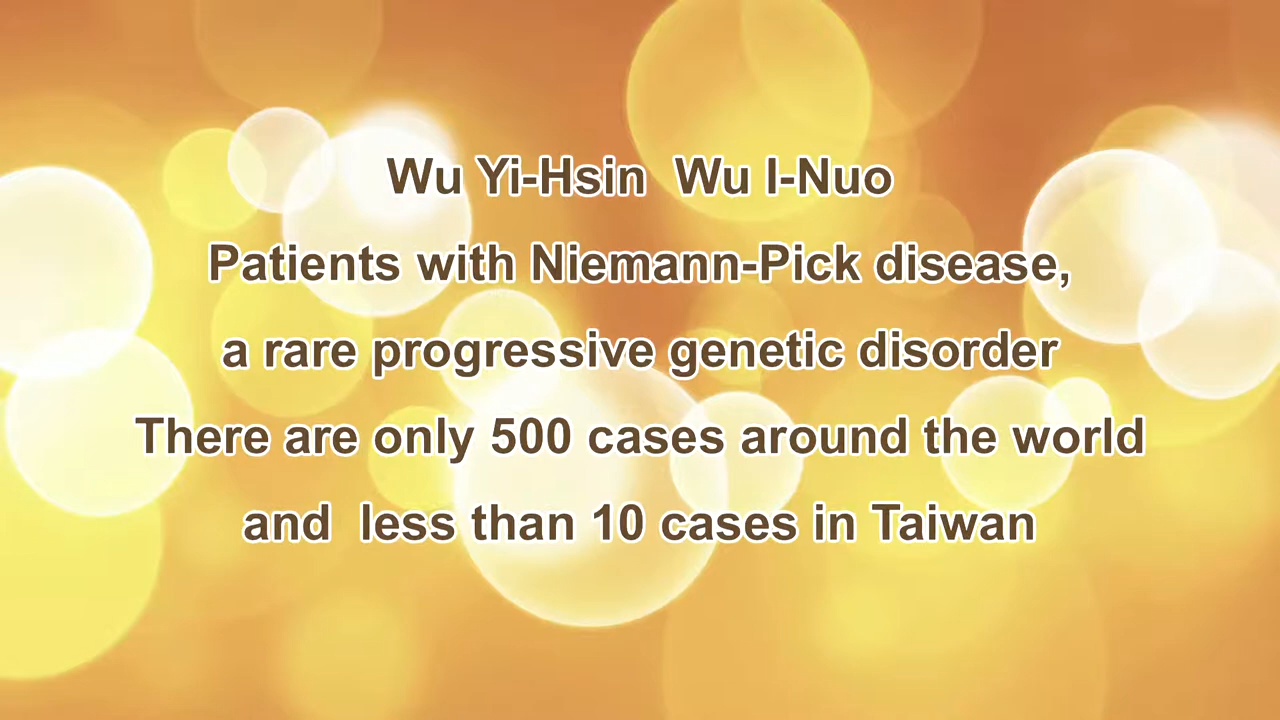 Wu Yi-Hsin  Wu I-Nuo
Patients with Niemann-Pick disease,
a rare progressive genetic disorder
There are only 500 cases around the world
and  less than 10 cases in Taiwan